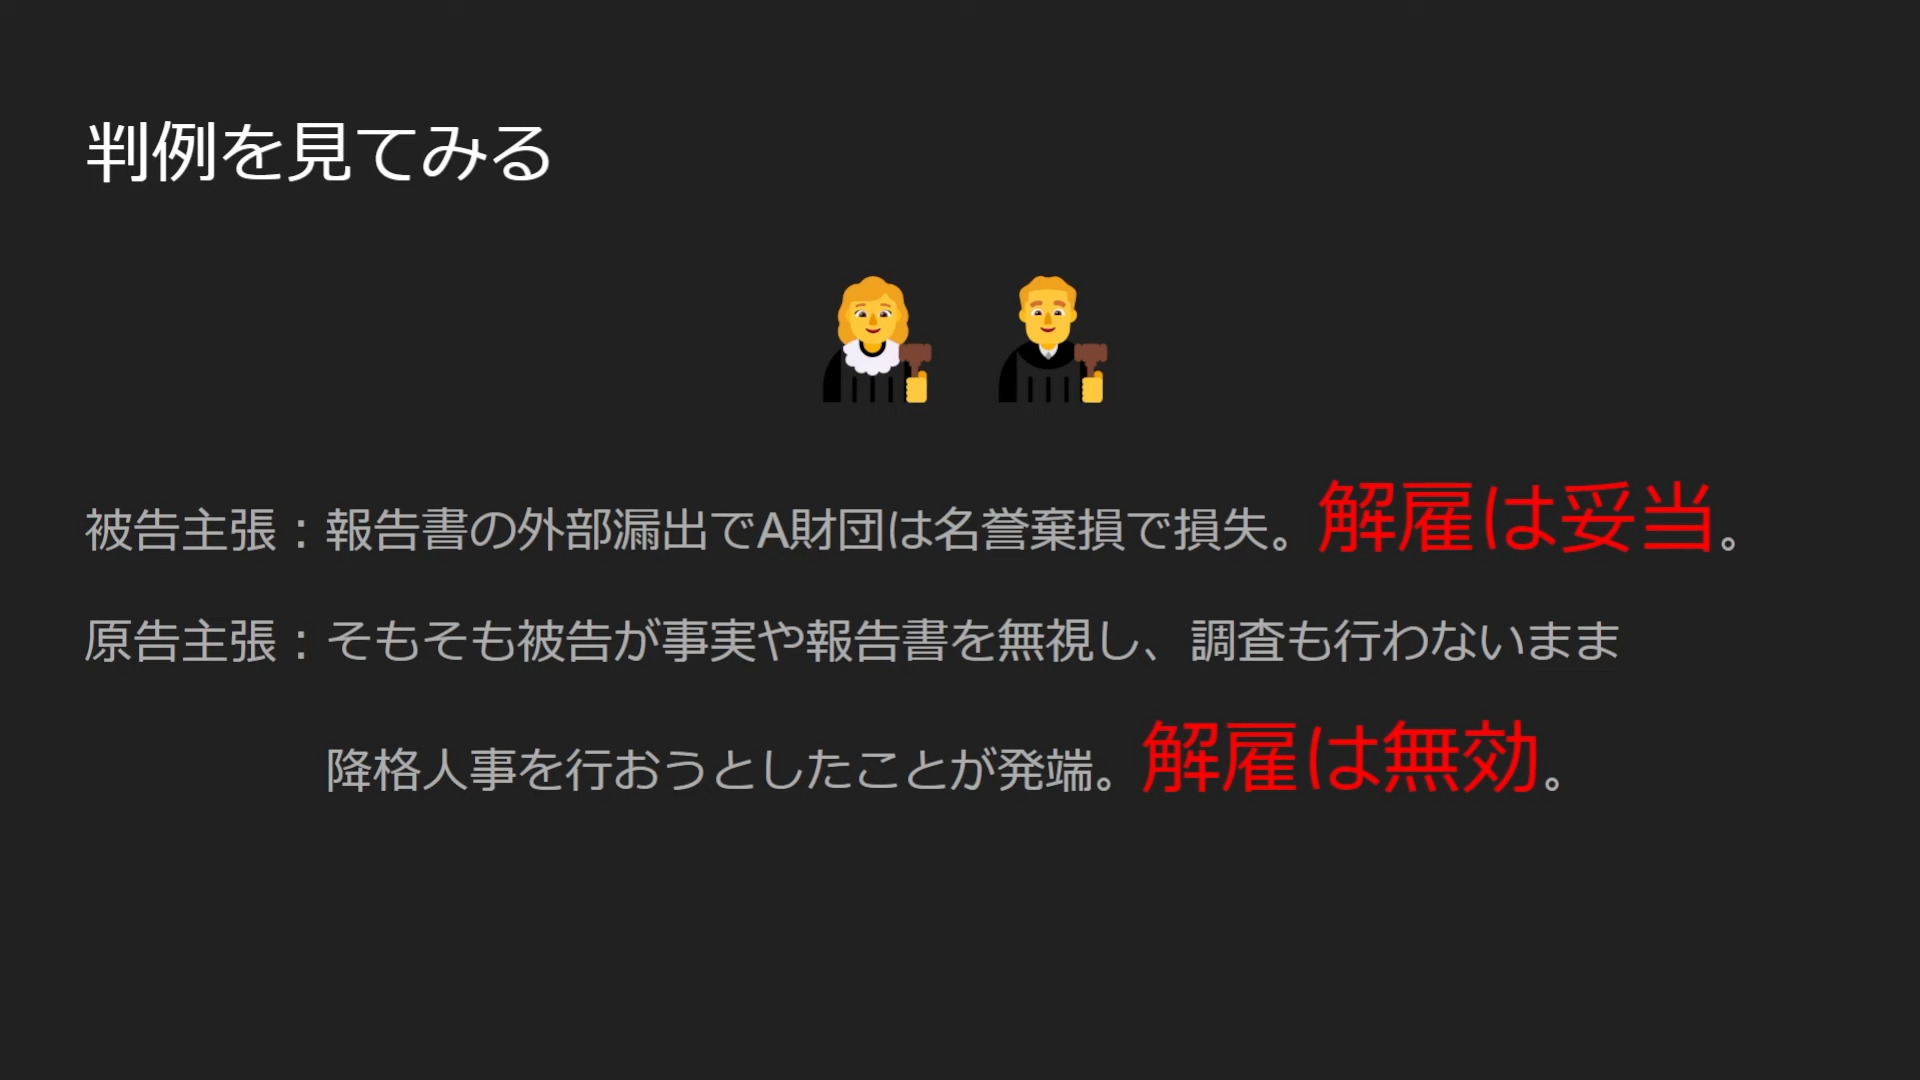 判例を見てみる
被告主張：報告書の外部漏出でA財団は名誉棄損で損失。解雇は妥当。
原告主張：そもそも被告が事実や報告書を無視し、調査も行わないまま
降格人事を行おうとしたことが発端。解雇は無効。